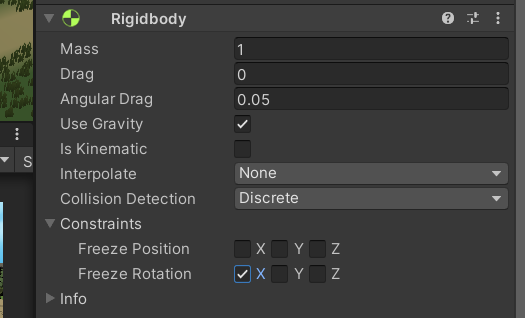 Rigidbody
Mass 1
Drag 0
Angular Drag 0.05
Use Gravity
Is Kinematic
Interpolate None
S
Collision Detection Discrete
Constraints
Freeze Position X Y Z
Freeze Rotation X Y Z
Info